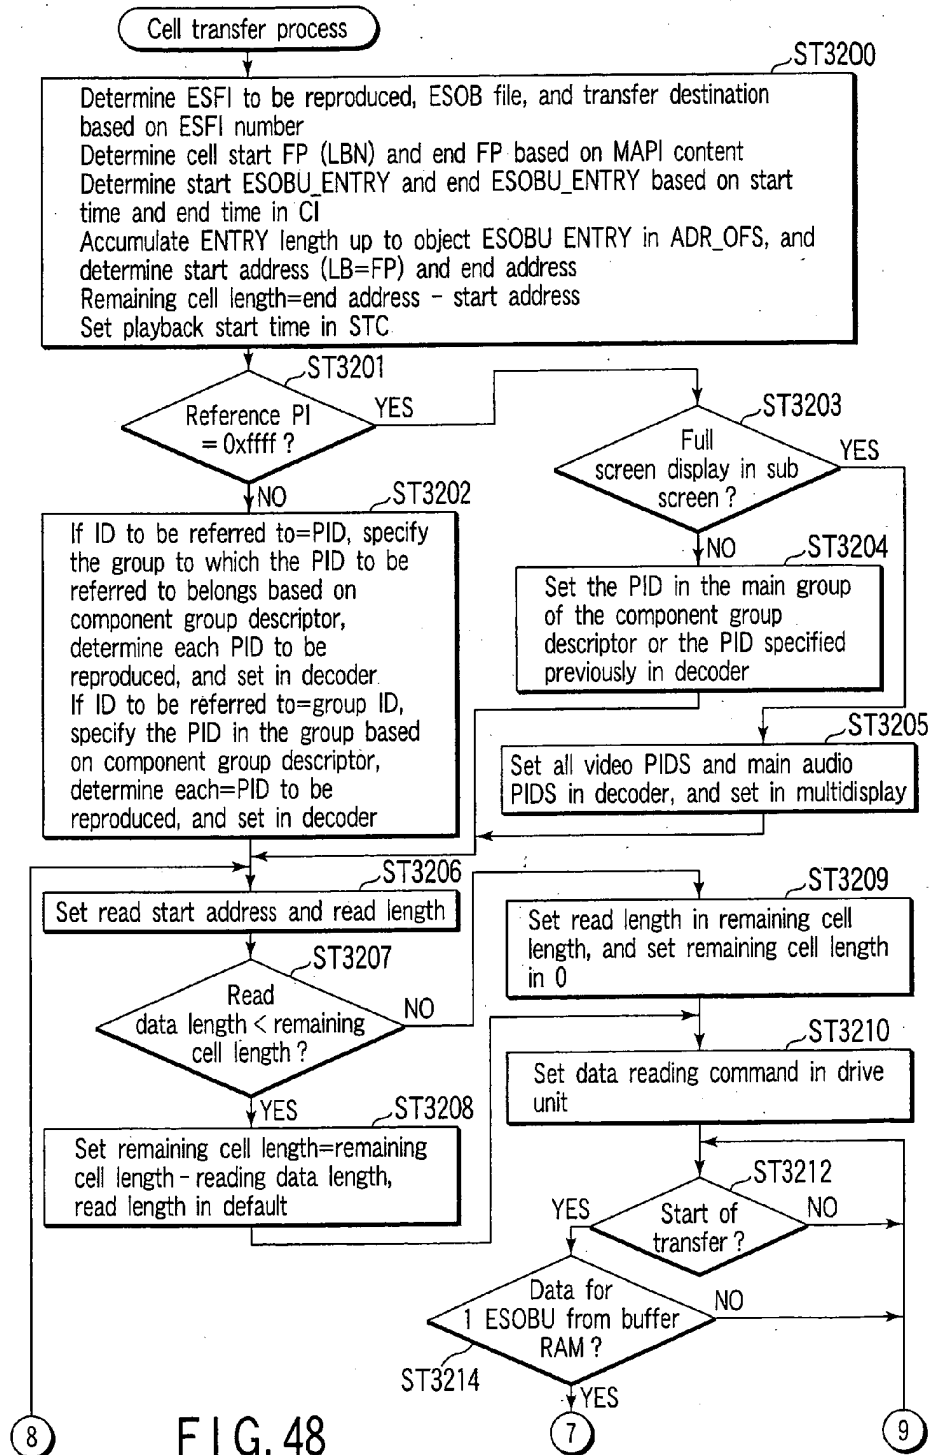 Cell transfer process
ST3200
Determine ESFI to be reproduced, ESOB file, and transfer destination
based on ESFI number
Determine cell start FP (LBN) and end FP based on MAPI content
Determine start ESOBU_ENTRY and end ESOBU_ENTRY based on start
time and end time in CI
Accumulate ENTRY length up to object ESOBU ENTRY in ADR_OFS, and
determine start address (LB=FP) and end address
Remaining cell length=end address - start address
Set playback start time in STC
ST3201
Reference PI
= 0xffff ?
YES
NO
ST3203
Full
screen display in sub
screen ?
YES
NO
ST3202
If ID to be referred to=PID, specify
the group to which the PID to be
referred to belongs based on
component group descriptor,
determine each PID to be
reproduced, and set in decoder
If ID to be referred to=group ID,
specify the PID in the group based
on component group descriptor,
determine each=PID to be
reproduced, and set in decoder
ST3204
Set the PID in the main group
of the component group
descriptor or the PID specified
previously in decoder
ST3205
Set all video PIDS and main audio
PIDS in decoder, and set in multidisplay
ST3206
Set read start address and read length
ST3207
Read
data length < remaining
cell length ?
NO
YES
ST3208
Set remaining cell length=remaining
cell length - reading data length,
read length in default
ST3209
Set read length in remaining cell
length, and set remaining cell length
in 0
ST3210
Set data reading command in drive
unit
ST3212
Start of
transfer ?
YES
NO
Data for
1 ESOBU from buffer
RAM ?
NO
ST3214
YES
8
7
9
FIG. 48